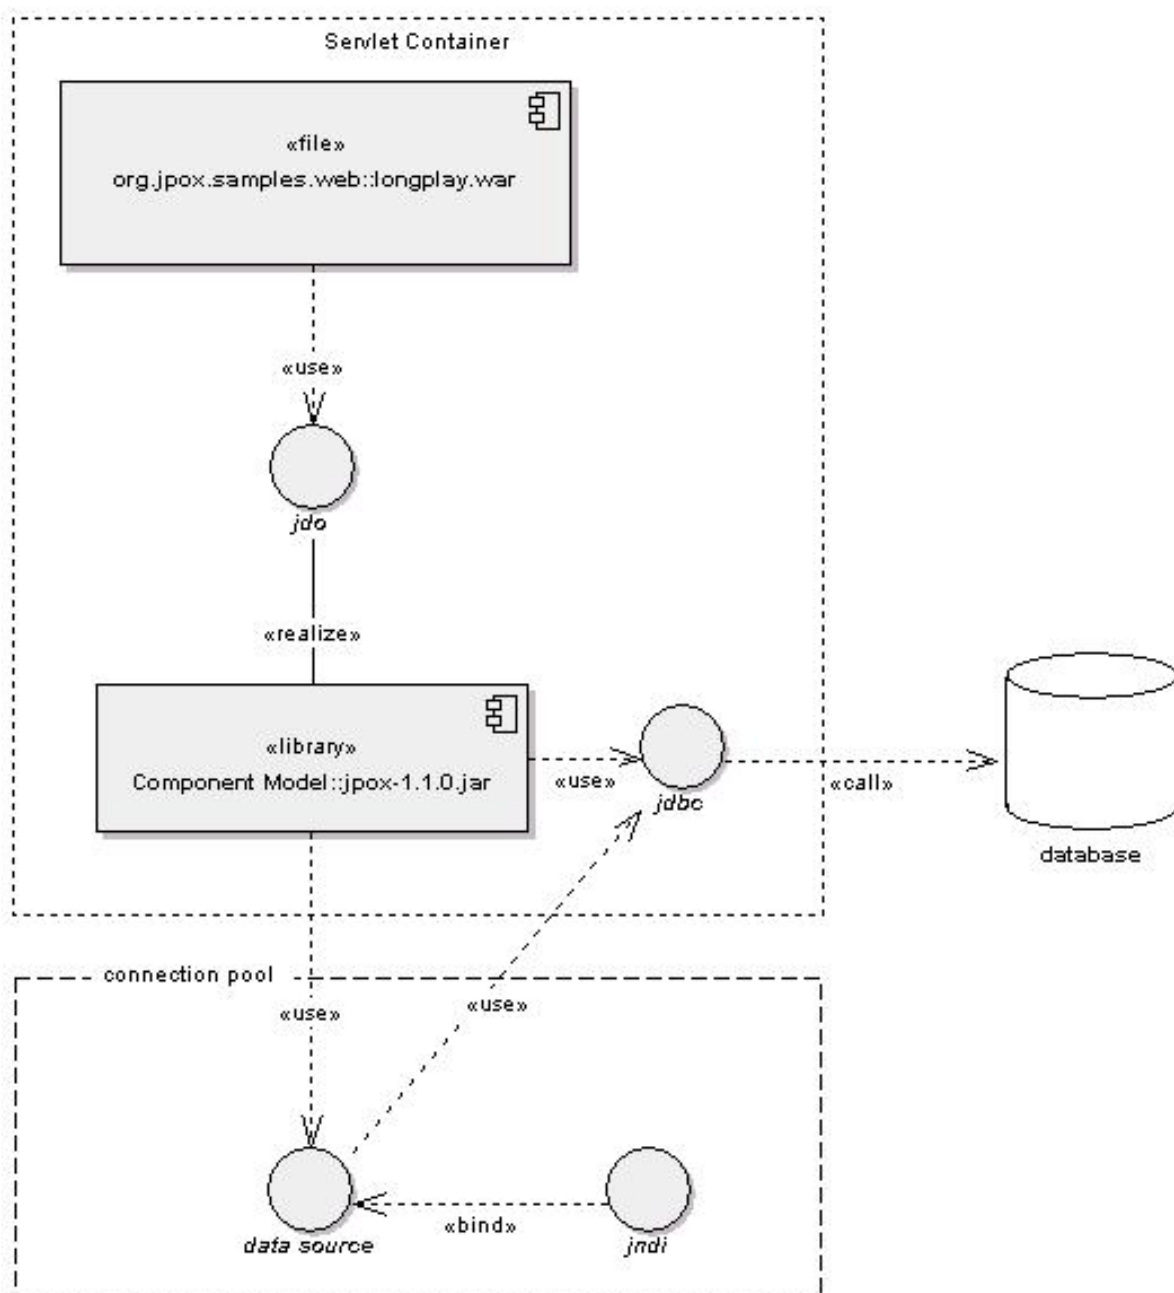 Servlet Container
«file»
org.jpox.samples.web::longplay.war
«use»
jdo
«realize»
«library»
Component Model::jpox-1.1.0.jar
«use»
jdbc
«call»
database
connection pool
«use»
«use»
data source
«bind»
jndi